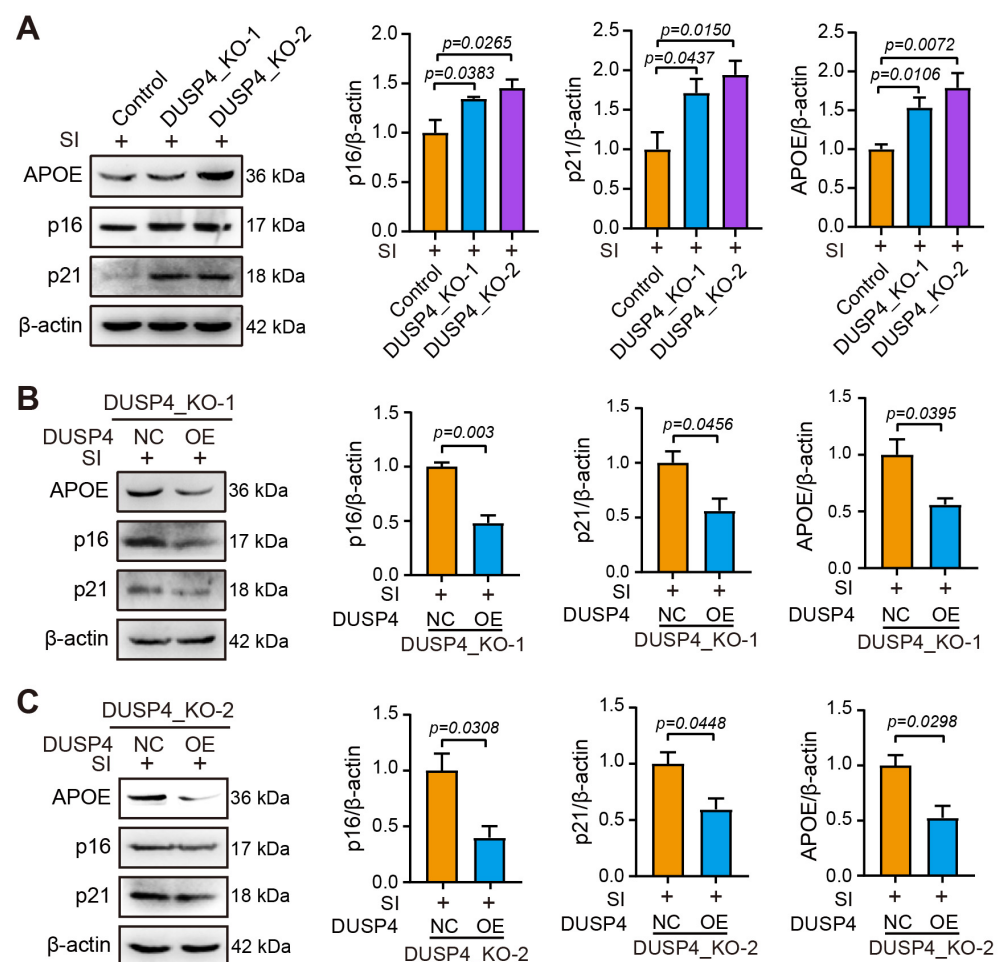 A
Control
DUSP4_KO-1
DUSP4_KO-2
SI + + +
APOE 36 kDa
p16 17 kDa
p21 18 kDa
β-actin 42 kDa
p16/β-actin
2.0
1.5
1.0
0.5
0.0
p=0.0265
p=0.0383
SI + + +
Control
DUSP4_KO-1
DUSP4_KO-2
p21/β-actin
2.5
2.0
1.5
1.0
0.5
0.0
p=0.0150
p=0.0437
SI + + +
Control
DUSP4_KO-1
DUSP4_KO-2
APOE/β-actin
2.5
2.0
1.5
1.0
0.5
0.0
p=0.0072
p=0.0106
SI + + +
Control
DUSP4_KO-1
DUSP4_KO-2
B
DUSP4_KO-1
DUSP4 NC OE
SI + +
APOE 36 kDa
p16 17 kDa
p21 18 kDa
β-actin 42 kDa
p16/β-actin
1.5
1.0
0.5
0.0
p=0.003
SI + +
DUSP4 NC OE
DUSP4_KO-1
p21/β-actin
1.5
1.0
0.5
0.0
p=0.0456
SI + +
DUSP4 NC OE
DUSP4_KO-1
APOE/β-actin
1.5
1.0
0.5
0.0
p=0.0395
SI + +
DUSP4 NC OE
DUSP4_KO-1
C
DUSP4_KO-2
DUSP4 NC OE
SI + +
APOE 36 kDa
p16 17 kDa
p21 18 kDa
β-actin 42 kDa
p16/β-actin
1.5
1.0
0.5
0.0
p=0.0308
SI + +
DUSP4 NC OE
DUSP4 KO-2
p21/β-actin
1.5
1.0
0.5
0.0
p=0.0448
SI + +
DUSP4 NC OE
DUSP4_KO-2
APOE/β-actin
1.5
1.0
0.5
0.0
p=0.0298
SI + +
DUSP4 NC OE
DUSP4_KO-2